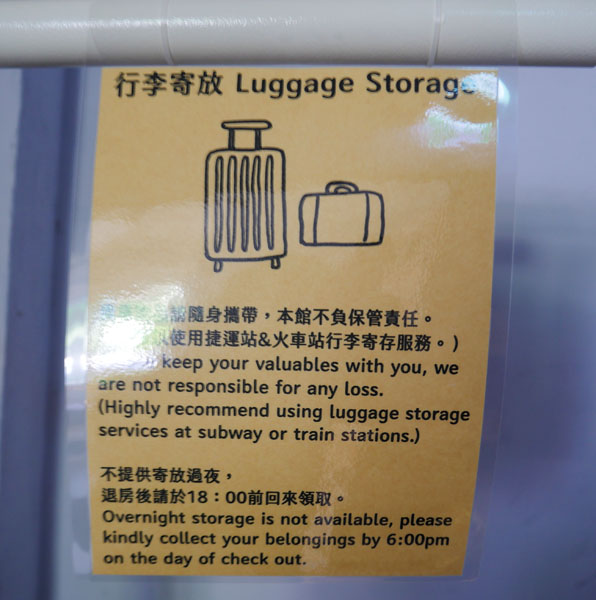 行李寄放 Luggage Storage
隨身攜帶，本館不負保管責任。
使用捷運站&火車站行李寄存服務。)
keep your valuables with you, we
are not responsible for any loss.
(Highly recommend using luggage storage
services at subway or train stations.)
不提供寄放過夜，
退房後請於18：00前回來領取。
Overnight storage is not available, please
kindly collect your belongings by 6:00pm
on the day of check out.